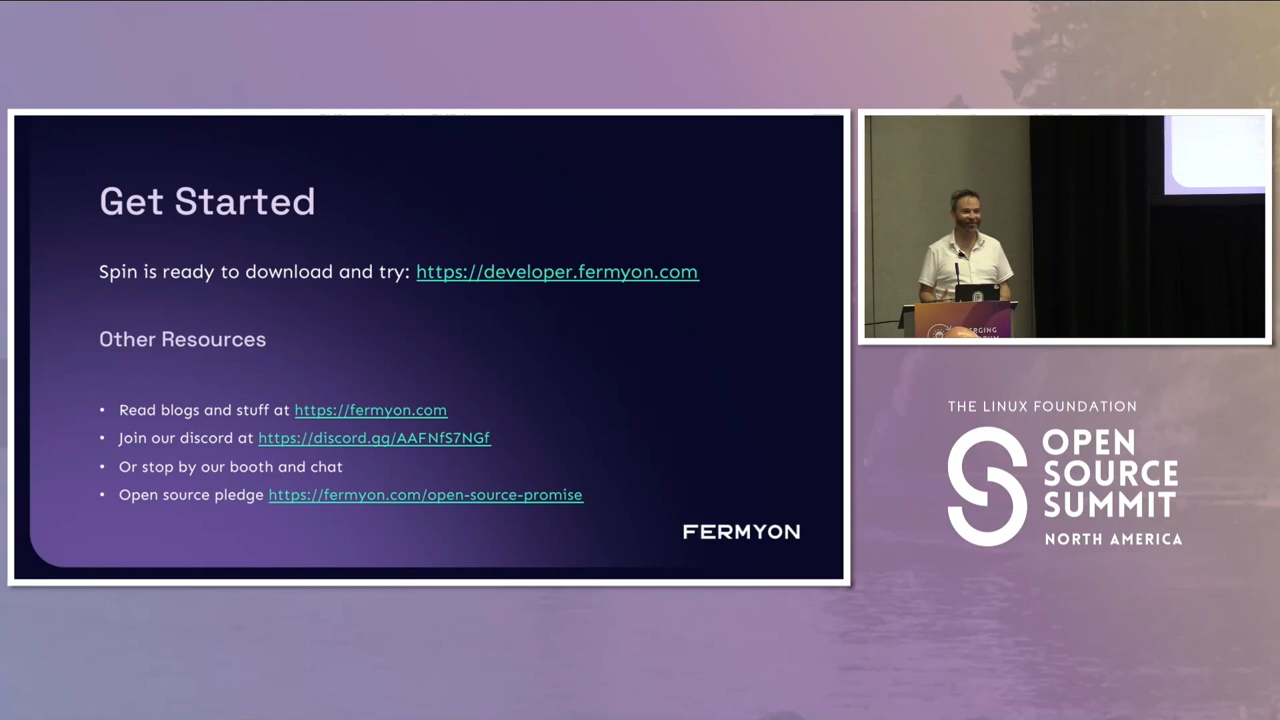 Get Started
Spin is ready to download and try: https://developer.fermyon.com
Other Resources
• Read blogs and stuff at https://fermyon.com
• Join our discord at https://discord.gg/AAFNfS7NGf
• Or stop by our booth and chat
• Open source pledge https://fermyon.com/open-source-promise
FERMYON
THE LINUX FOUNDATION
OPEN
SOURCE
SUMMIT
NORTH AMERICA